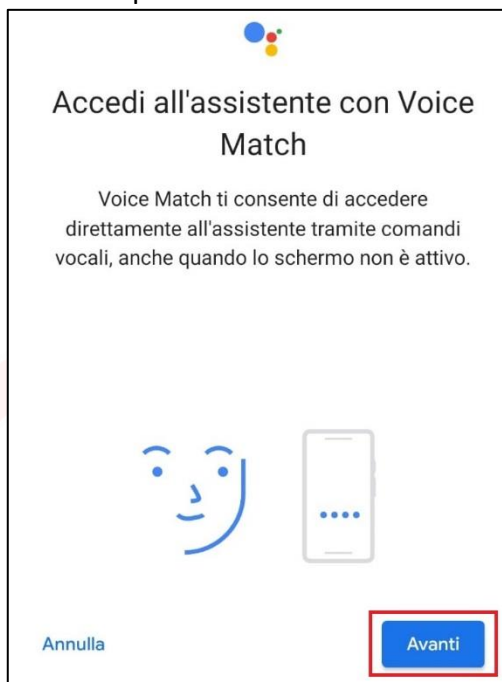 Accedi all'assistente con Voice
Match
Voice Match ti consente di accedere
direttamente all'assistente tramite comandi
vocali, anche quando lo schermo non è attivo.
Annulla
Avanti